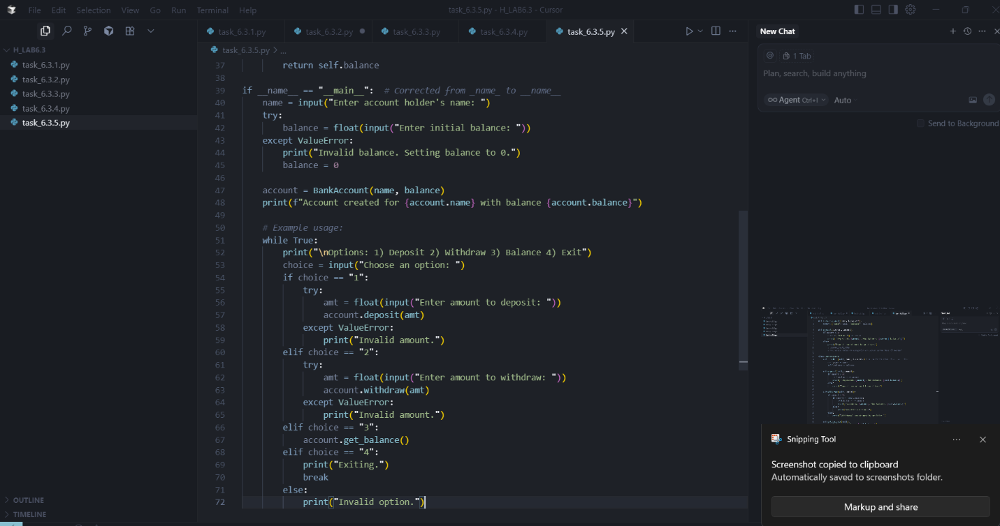 File Edit Selection View Go Run Terminal Help
task_6.3.5.py - H_LAB6.3 - Cursor
H_LAB6.3
task_6.3.1.py
task_6.3.2.py
task_6.3.3.py
task_6.3.4.py
task_6.3.5.py
OUTLINE
TIMELINE
task_6.3.1.py task_6.3.2.py task_6.3.3.py task_6.3.4.py task_6.3.5.py
task_6.3.5.py > ...
37 return self.balance
38
39 if __name__ == "__main__": # Corrected from _name_ to __name__
40 name = input("Enter account holder's name: ")
41 try:
42 balance = float(input("Enter initial balance: "))
43 except ValueError:
44 print("Invalid balance. Setting balance to 0.")
45 balance = 0
46
47 account = BankAccount(name, balance)
48 print(f"Account created for {account.name} with balance {account.balance}")
49
50 # Example usage:
51 while True:
52 print("\nOptions: 1) Deposit 2) Withdraw 3) Balance 4) Exit")
53 choice = input("Choose an option: ")
54 if choice == "1":
55 try:
56 amt = float(input("Enter amount to deposit: "))
57 account.deposit(amt)
58 except ValueError:
59 print("Invalid amount.")
60 elif choice == "2":
61 try:
62 amt = float(input("Enter amount to withdraw: "))
63 account.withdraw(amt)
64 except ValueError:
65 print("Invalid amount.")
66 elif choice == "3":
67 account.get_balance()
68 elif choice == "4":
69 print("Exiting.")
70 break
71 else:
72 print("Invalid option.")
New Chat
@ 1 Tab
Plan, search, build anything
Agent Ctrl+I Auto
Send to Background
Snipping Tool
Screenshot copied to clipboard
Automatically saved to screenshots folder.
Markup and share